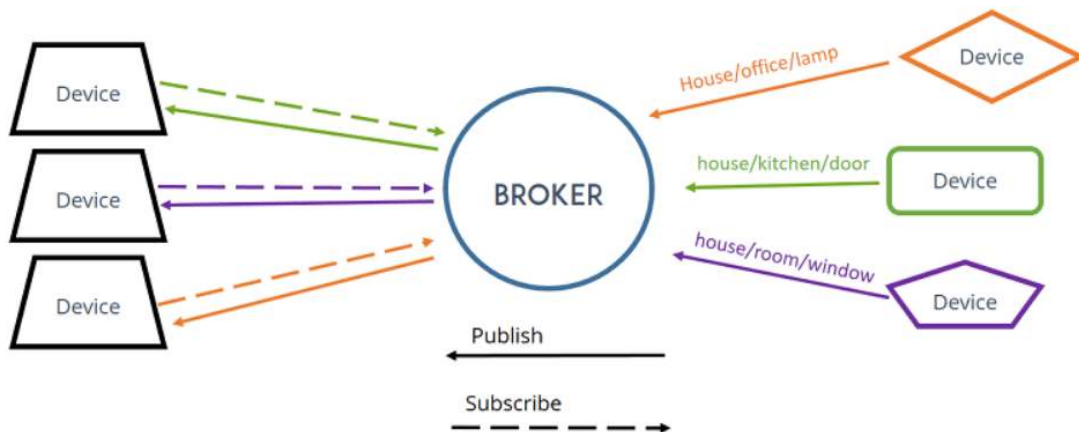 Device
Device
Device
BROKER
House/office/lamp
house/kitchen/door
house/room/window
Device
Device
Device
Publish
Subscribe